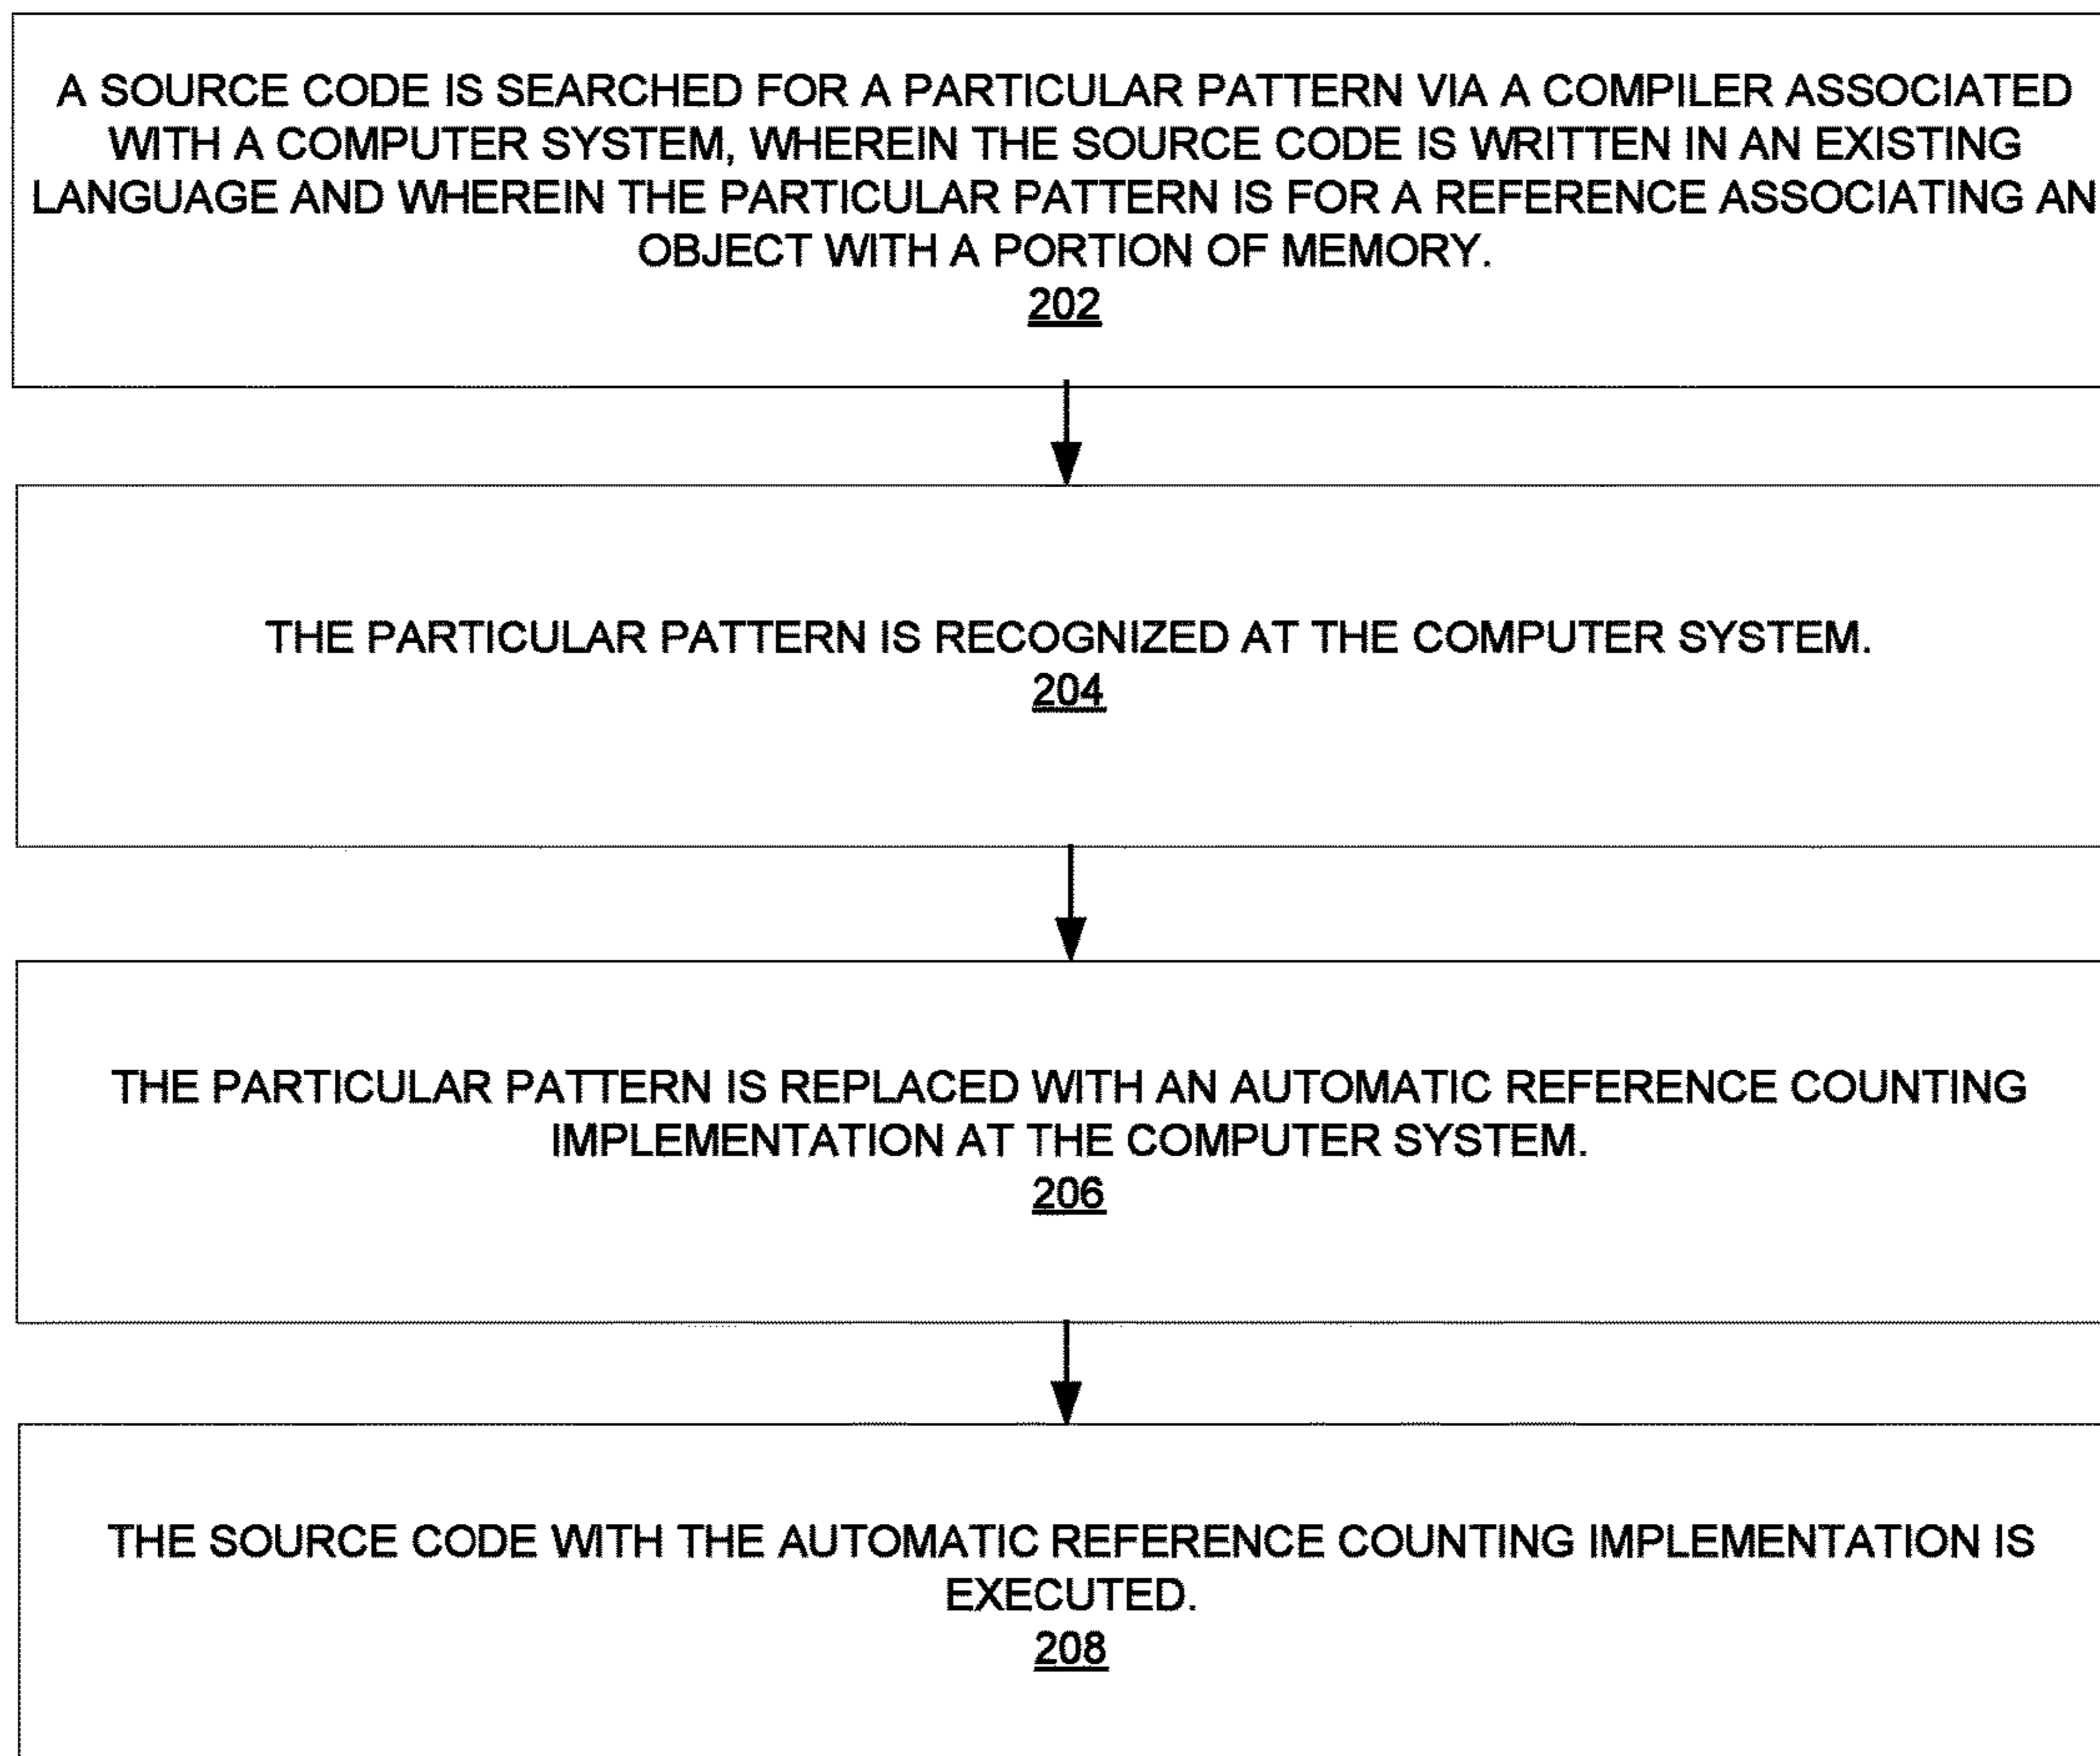 A SOURCE CODE IS SEARCHED FOR A PARTICULAR PATTERN VIA A COMPILER ASSOCIATED
WITH A COMPUTER SYSTEM, WHEREIN THE SOURCE CODE IS WRITTEN IN AN EXISTING
LANGUAGE AND WHEREIN THE PARTICULAR PATTERN IS FOR A REFERENCE ASSOCIATING AN
OBJECT WITH A PORTION OF MEMORY.
202
THE PARTICULAR PATTERN IS RECOGNIZED AT THE COMPUTER SYSTEM.
204
THE PARTICULAR PATTERN IS REPLACED WITH AN AUTOMATIC REFERENCE COUNTING
IMPLEMENTATION AT THE COMPUTER SYSTEM.
206
THE SOURCE CODE WITH THE AUTOMATIC REFERENCE COUNTING IMPLEMENTATION IS
EXECUTED.
208